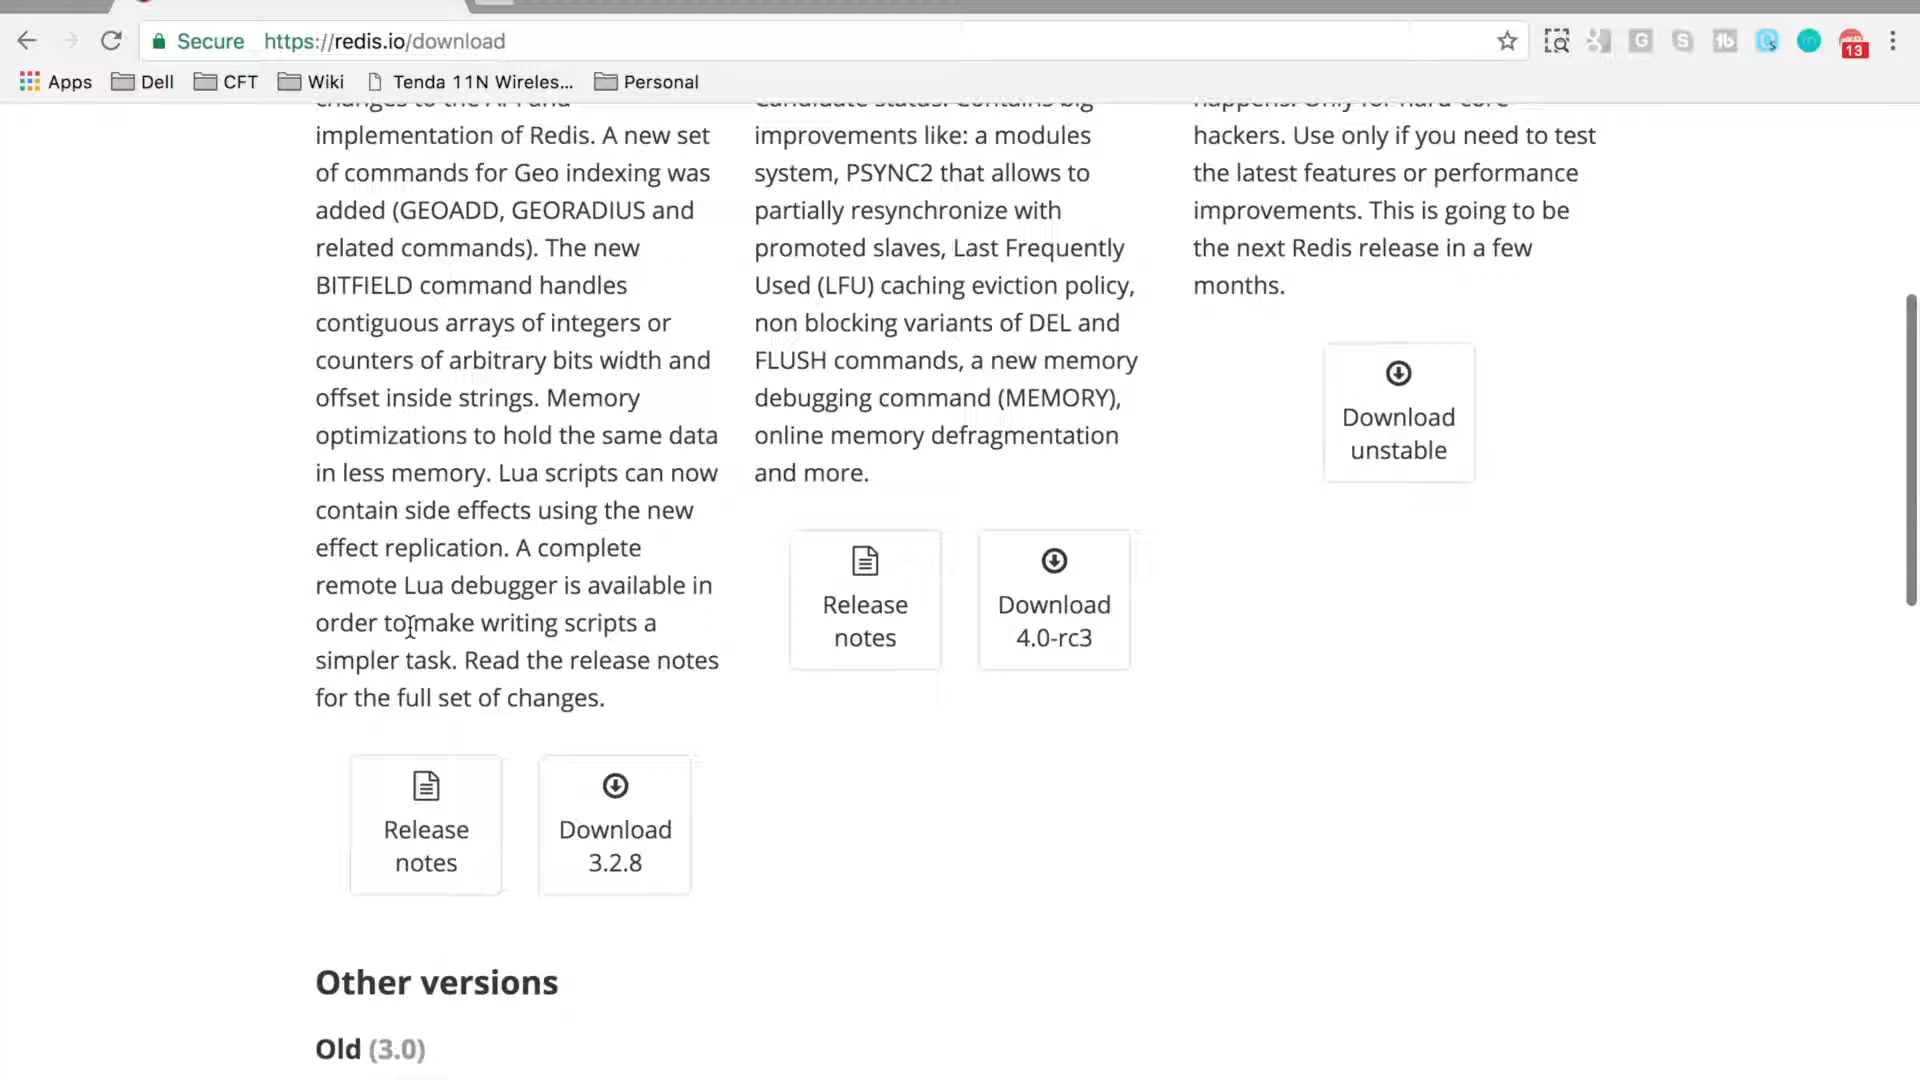 Secure https://redis.io/download
13
Apps Dell CFT Wiki Tenda 11N Wireles... Personal
changes to the API and
implementation of Redis. A new set
of commands for Geo indexing was
added (GEOADD, GEORADIUS and
related commands). The new
BITFIELD command handles
contiguous arrays of integers or
counters of arbitrary bits width and
offset inside strings. Memory
optimizations to hold the same data
in less memory. Lua scripts can now
contain side effects using the new
effect replication. A complete
remote Lua debugger is available in
order to make writing scripts a
simpler task. Read the release notes
for the full set of changes.
Release
notes
Download
3.2.8
Candidate status. Contains big
improvements like: a modules
system, PSYNC2 that allows to
partially resynchronize with
promoted slaves, Last Frequently
Used (LFU) caching eviction policy,
non blocking variants of DEL and
FLUSH commands, a new memory
debugging command (MEMORY),
online memory defragmentation
and more.
Release
notes
Download
4.0-rc3
happens. Only for hard-core
hackers. Use only if you need to test
the latest features or performance
improvements. This is going to be
the next Redis release in a few
months.
Download
unstable
Other versions
Old (3.0)